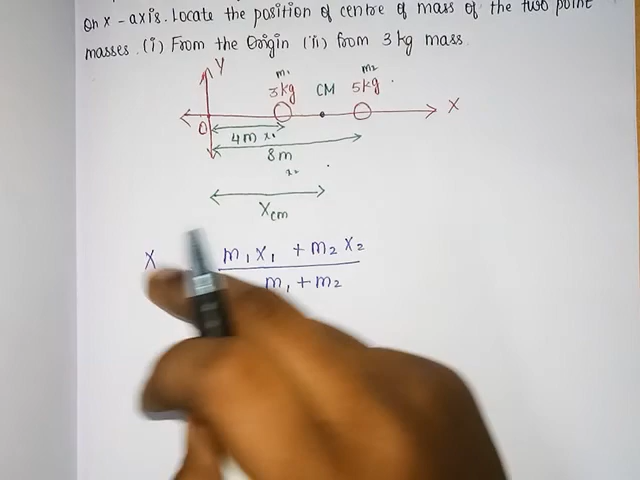 on x-axis. Locate the position of centre of mass of the two point
masses. (i) From the Origin (ii) from 3 kg mass
Y
m₁ m₂
3kg CM 5kg
X
O
4m x₁
8m
x₂
Xcm
X m₁x₁ + m₂x₂
m₁ + m₂